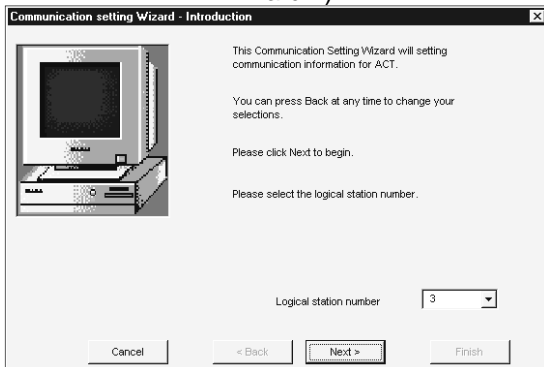 Communication setting Wizard - Introduction
This Communication Setting Wizard will setting
communication information for ACT.
You can press Back at any time to change your
selections.
Please click Next to begin.
Please select the logical station number.
Logical station number 3
Cancel < Back Next > Finish